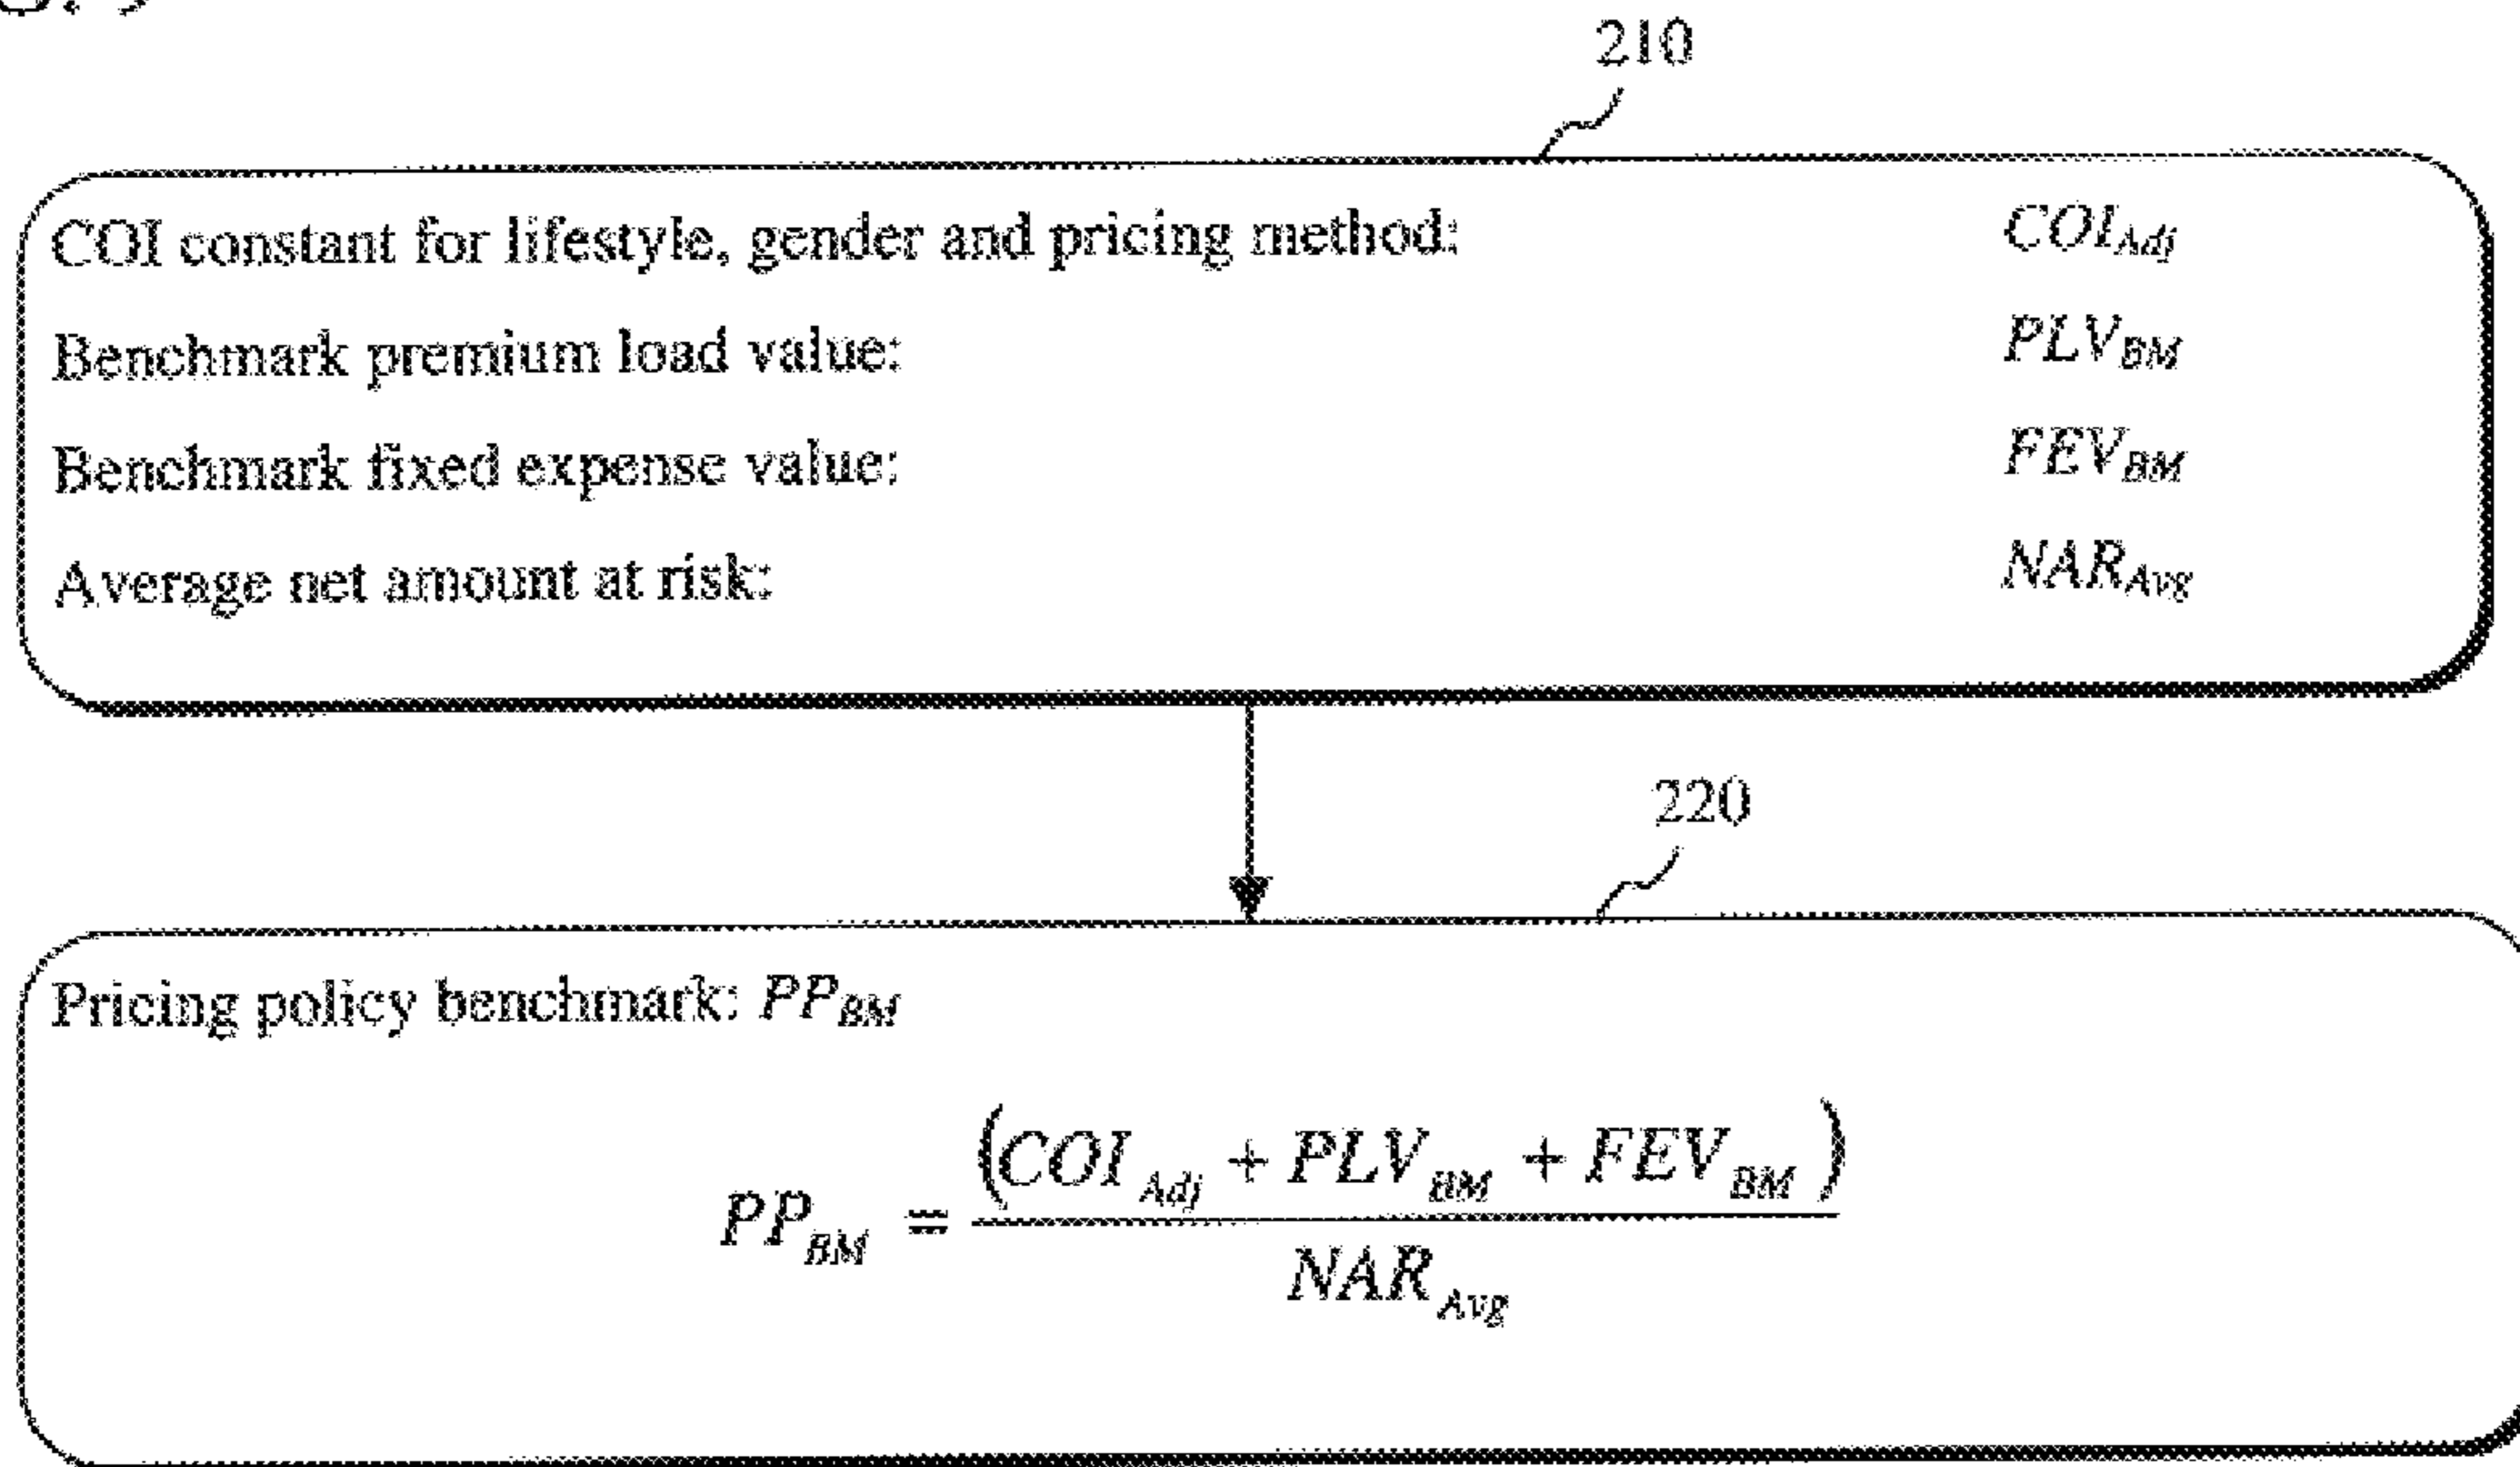 210
COI constant for lifestyle, gender and pricing method: COI_Adj
Benchmark premium load value: PLV_BM
Benchmark fixed expense value: FEV_BM
Average net amount at risk: NAR_Avg
220
Pricing policy benchmark: PP_BM
PP_BM = (COI_Adj + PLV_BM + FEV_BM) / NAR_Avg